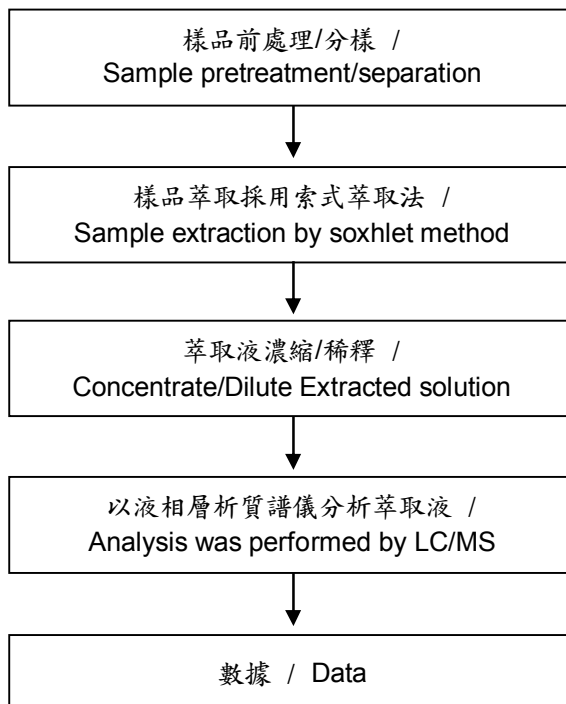 樣品前處理/分樣 /
Sample pretreatment/separation
樣品萃取採用索式萃取法 /
Sample extraction by soxhlet method
萃取液濃縮/稀釋 /
Concentrate/Dilute Extracted solution
以液相層析質譜儀分析萃取液 /
Analysis was performed by LC/MS
數據 / Data